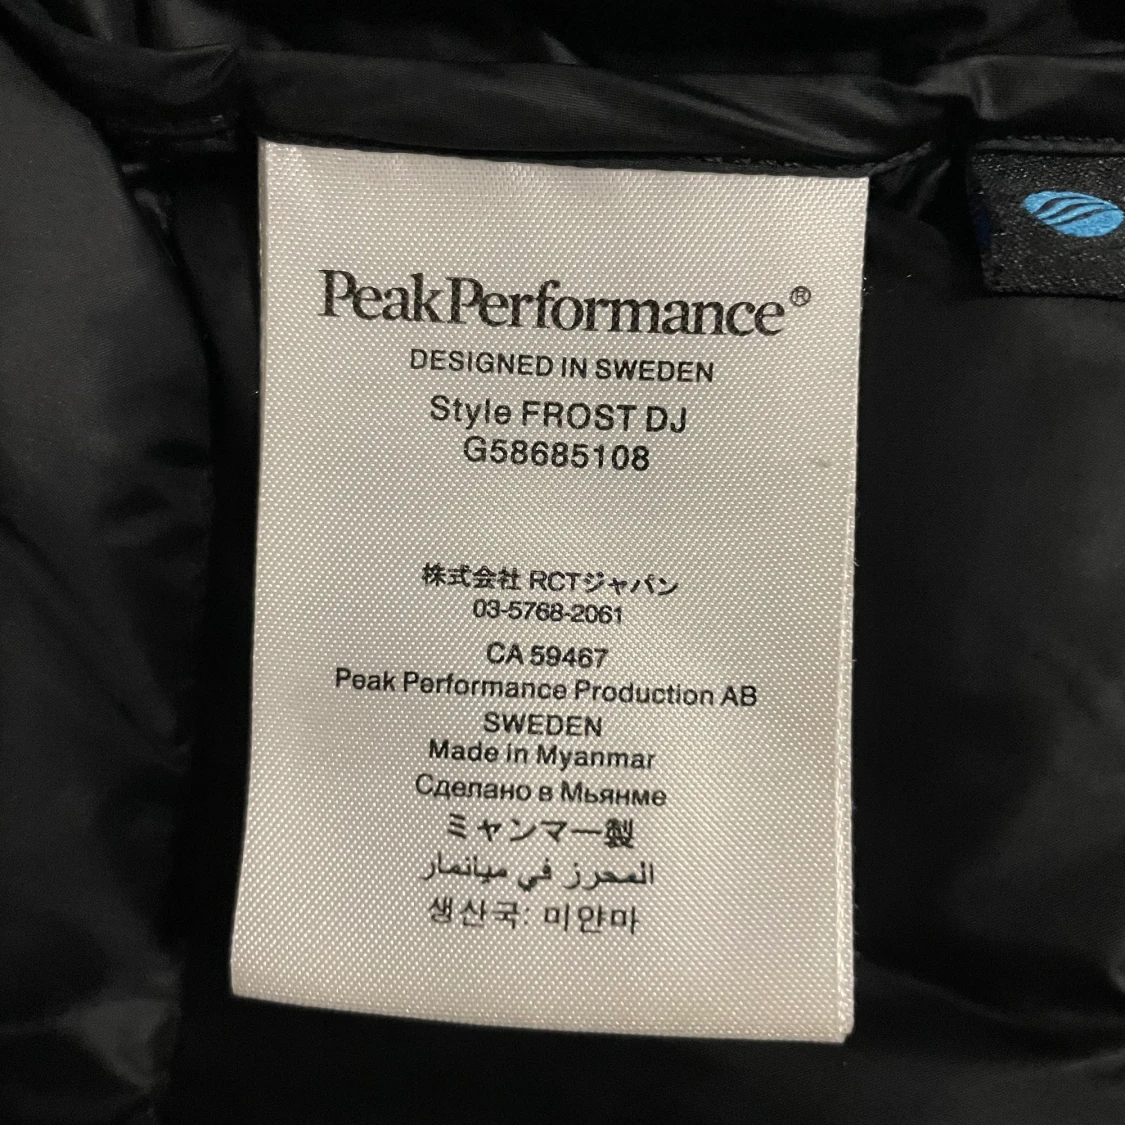 PeakPerformance®
DESIGNED IN SWEDEN
Style FROST DJ
G58685108
株式会社 RCTジャパン
03-5768-2061
CA 59467
Peak Performance Production AB
SWEDEN
Made in Myanmar
Сделано в Мьянме
ミャンマー製
المحرز في ميانمار
생산국: 미얀마